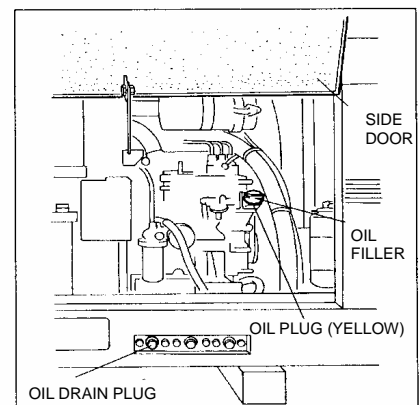 SIDE
DOOR
OIL
FILLER
OIL PLUG (YELLOW)
OIL DRAIN PLUG